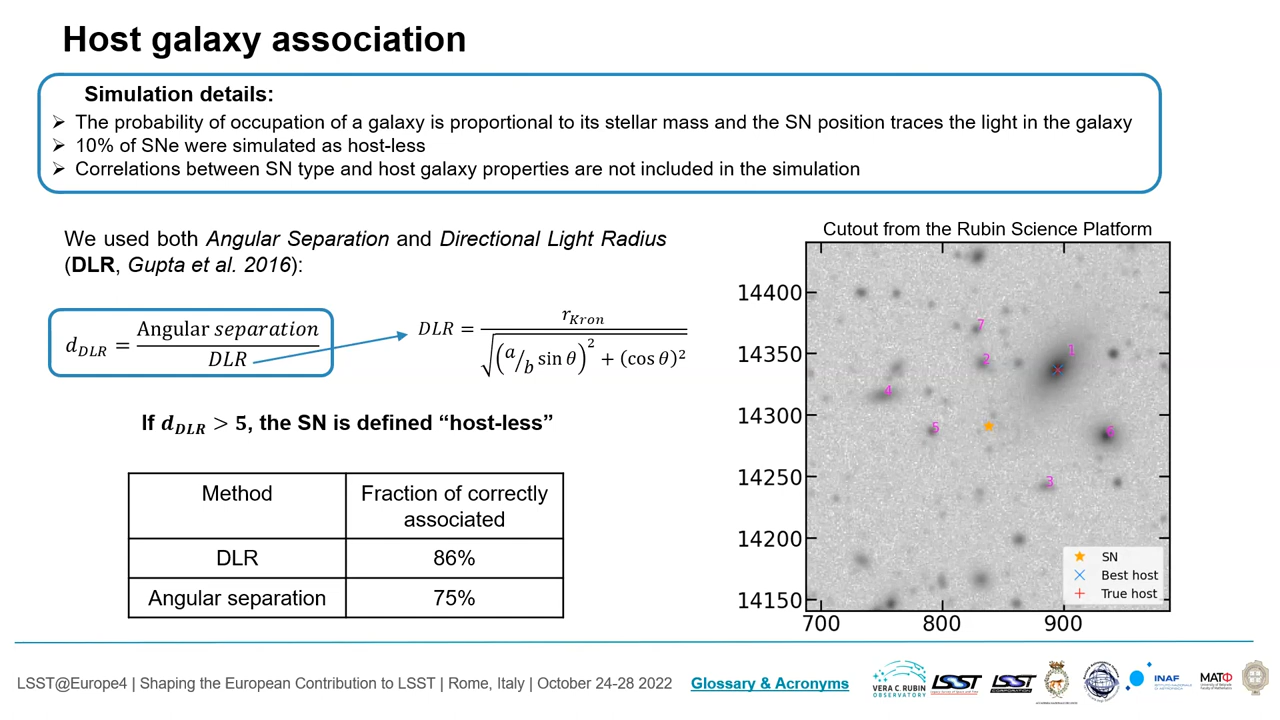 Host galaxy association
Simulation details:
➢ The probability of occupation of a galaxy is proportional to its stellar mass and the SN position traces the light in the galaxy
➢ 10% of SNe were simulated as host-less
➢ Correlations between SN type and host galaxy properties are not included in the simulation
We used both Angular Separation and Directional Light Radius
(DLR, Gupta et al. 2016):
d_DLR = Angular separation / DLR
DLR = r_Kron / √((a/b sin θ)² + (cos θ)²)
If d_DLR > 5, the SN is defined “host-less”
Method Fraction of correctly
associated
DLR 86%
Angular separation 75%
Cutout from the Rubin Science Platform
14400
14350
14300
14250
14200
14150
700 800 900
7
1
2
4
5
6
3
SN
Best host
True host
LSST@Europe4 | Shaping the European Contribution to LSST | Rome, Italy | October 24-28 2022 Glossary & Acronyms
VERA C. RUBIN
OBSERVATORY
LSST
LSST
CORPORATION
INAF
MATФ